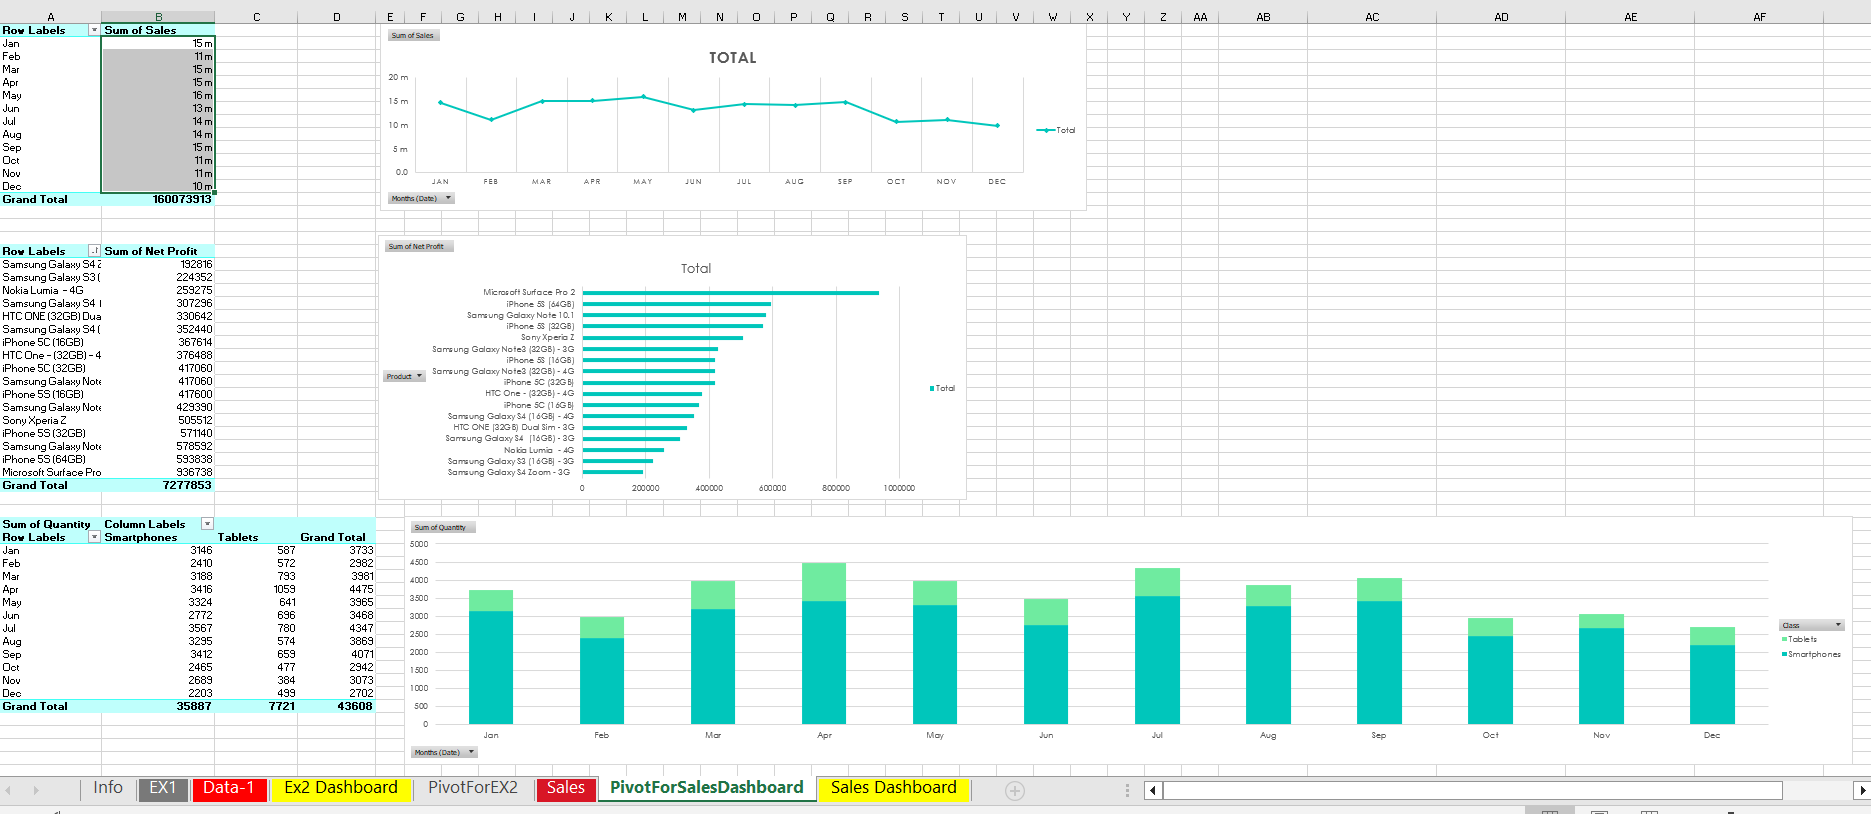 A B C D E F G H I J K L M N O P Q R S T U V W X Y Z AA AB AC AD AE AF
Row Labels Sum of Sales
Jan 15 m
Feb 11 m
Mar 15 m
Apr 15 m
May 16 m
Jun 13 m
Jul 14 m
Aug 14 m
Sep 15 m
Oct 11 m
Nov 11 m
Dec 10 m
Grand Total 160073913
Sum of Sales
TOTAL
20 m
15 m
10 m
5 m
0.0
JAN FEB MAR APR MAY JUN JUL AUG SEP OCT NOV DEC
Total
Months (Date)
Row Labels Sum of Net Profit
Samsung Galaxy S4 Z 192816
Samsung Galaxy S3 ( 224352
Nokia Lumia - 4G 259275
Samsung Galaxy S4 ( 307296
HTC ONE (32GB) Dua 330642
Samsung Galaxy S4 ( 352440
iPhone 5C (16GB) 367614
HTC One - (32GB) - 4 376488
iPhone 5C (32GB) 417060
Samsung Galaxy Note 417060
iPhone 5S (16GB) 417600
Samsung Galaxy Note 429390
Sony Xperia Z 505512
iPhone 5S (32GB) 571140
Samsung Galaxy Note 578592
iPhone 5S (64GB) 593838
Microsoft Surface Pro 936738
Grand Total 7277853
Sum of Net Profit
Total
Microsoft Surface Pro 2
iPhone 5S (64GB)
Samsung Galaxy Note 10.1
iPhone 5S (32GB)
Sony Xperia Z
Samsung Galaxy Note3 (32GB) - 3G
iPhone 5S (16GB)
Samsung Galaxy Note3 (32GB) - 4G
iPhone 5C (32GB)
HTC One - (32GB) - 4G
iPhone 5C (16GB)
Samsung Galaxy S4 (16GB) - 4G
HTC ONE (32GB) Dual Sim - 3G
Samsung Galaxy S4 (16GB) - 3G
Nokia Lumia - 4G
Samsung Galaxy S3 (16GB) - 3G
Samsung Galaxy S4 Zoom - 3G
0 200000 400000 600000 800000 1000000
Product
Total
Sum of Quantity Column Labels
Row Labels Smartphones Tablets Grand Total
Jan 3146 587 3733
Feb 2410 572 2982
Mar 3188 793 3981
Apr 3416 1059 4475
May 3324 641 3965
Jun 2772 696 3468
Jul 3567 780 4347
Aug 3295 574 3869
Sep 3412 659 4071
Oct 2465 477 2942
Nov 2689 384 3073
Dec 2203 499 2702
Grand Total 35887 7721 43608
Sum of Quantity
5000
4500
4000
3500
3000
2500
2000
1500
1000
500
0
Jan Feb Mar Apr May Jun Jul Aug Sep Oct Nov Dec
Class
Tablets
Smartphones
Months (Date)
Info EX1 Data-1 Ex2 Dashboard PivotForEX2 Sales PivotForSalesDashboard Sales Dashboard